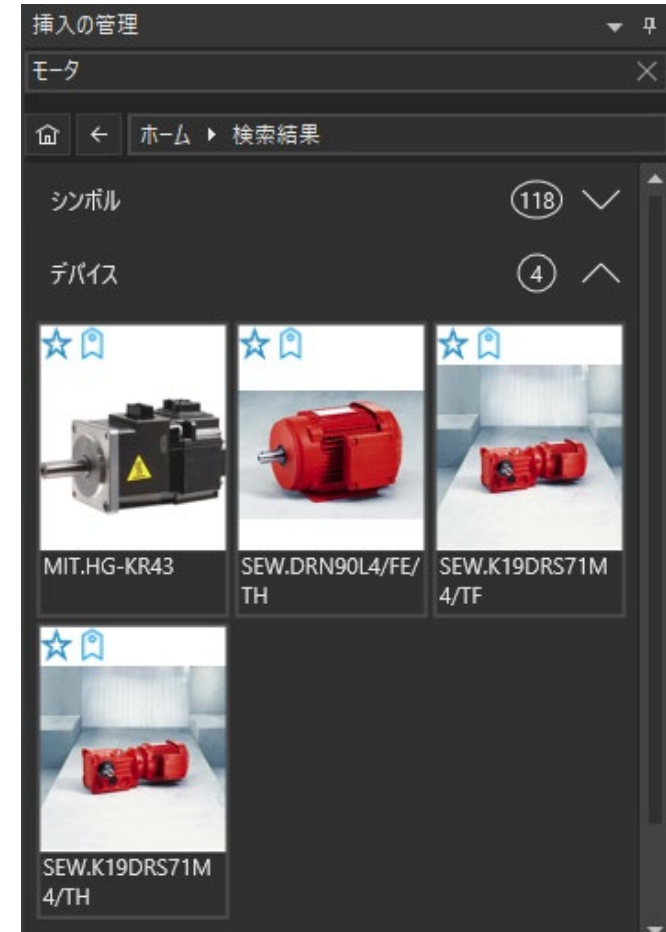 挿入の管理
モータ
ホーム 検索結果
シンボル 118
デバイス 4
MIT.HG-KR43
SEW.DRN90L4/FE/
TH
SEW.K19DRS71M
4/TF
SEW.K19DRS71M
4/TH